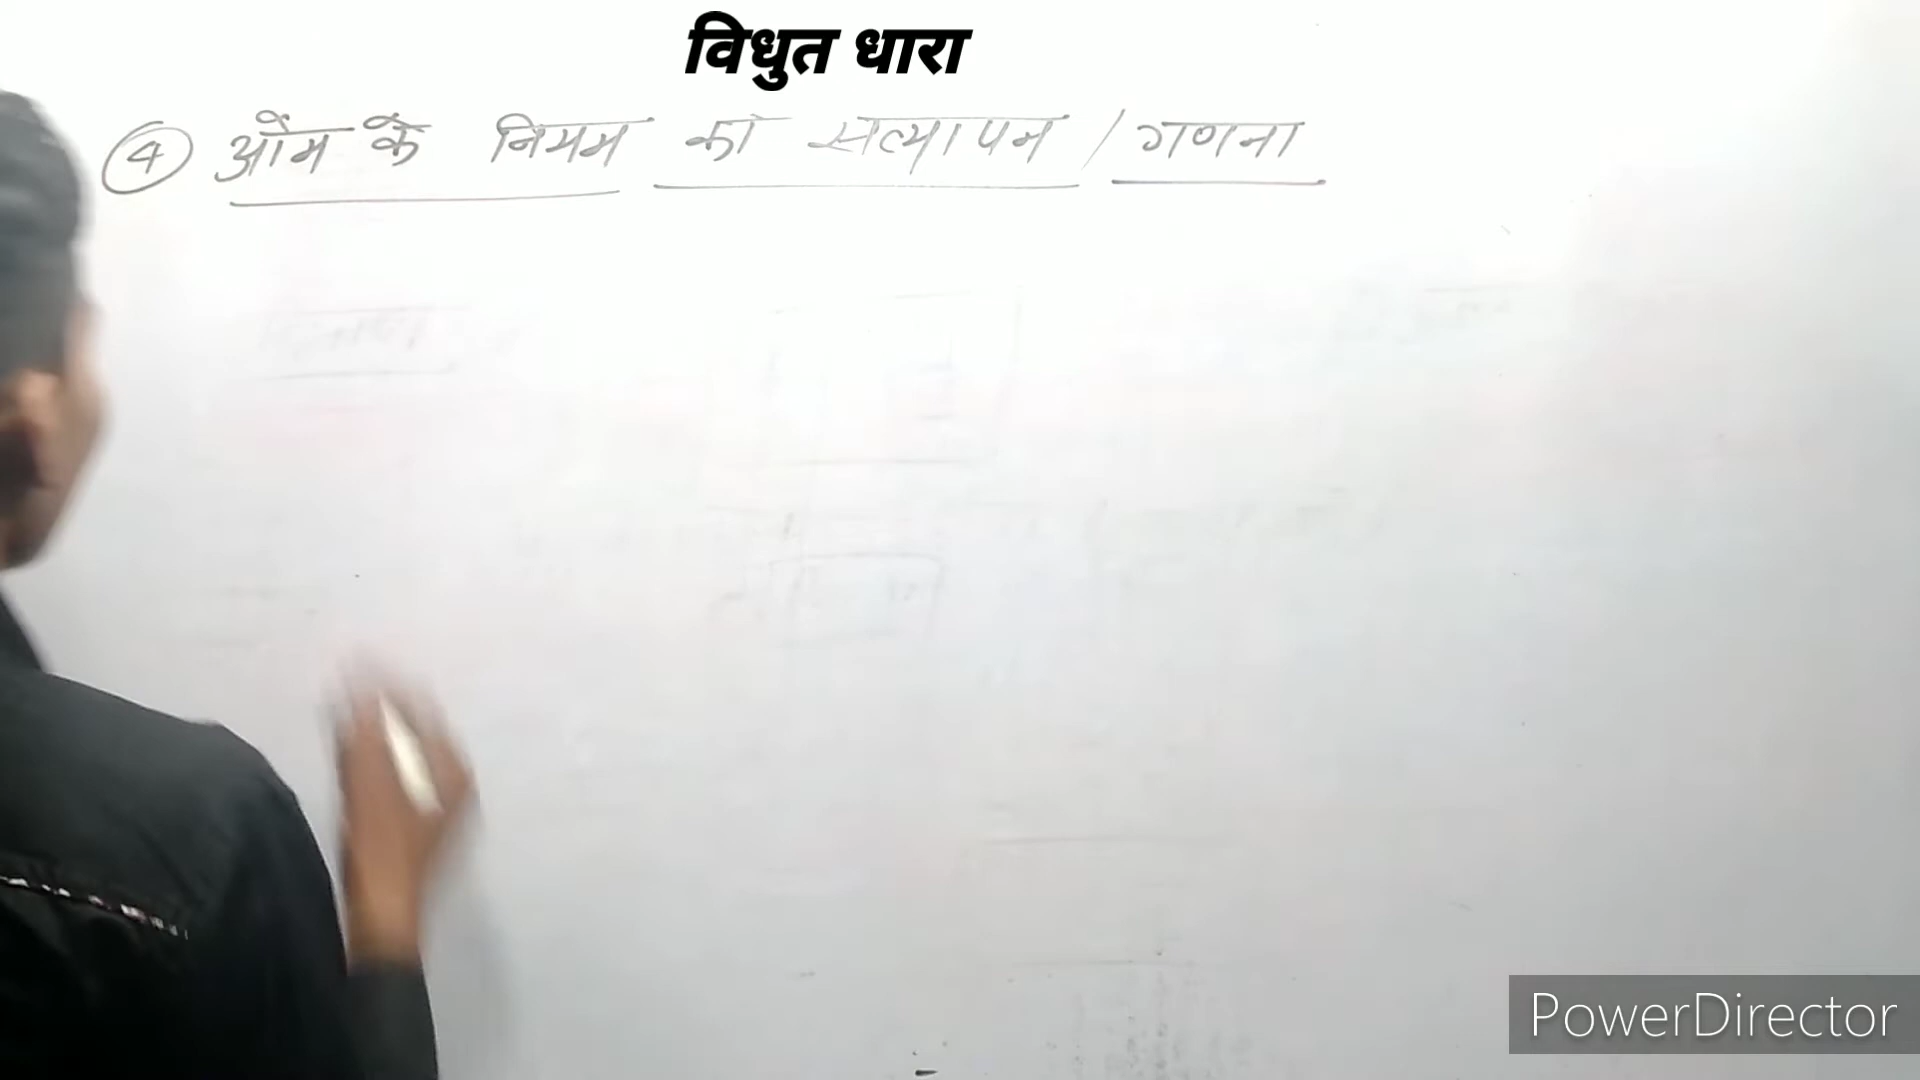 विधुत धारा
④ ओम के नियम का सत्यापन / गणना
PowerDirector